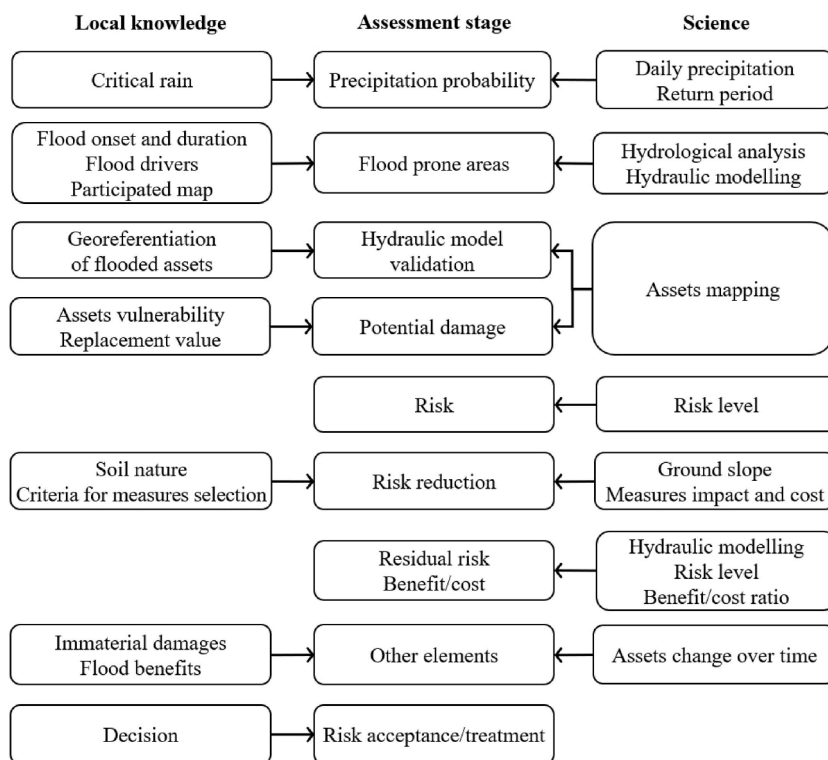 Local knowledge
Assessment stage
Science
Critical rain
Precipitation probability
Daily precipitation
Return period
Flood onset and duration
Flood drivers
Participated map
Flood prone areas
Hydrological analysis
Hydraulic modelling
Georeferentiation
of flooded assets
Hydraulic model
validation
Assets mapping
Assets vulnerability
Replacement value
Potential damage
Risk
Risk level
Soil nature
Criteria for measures selection
Risk reduction
Ground slope
Measures impact and cost
Residual risk
Benefit/cost
Hydraulic modelling
Risk level
Benefit/cost ratio
Immaterial damages
Flood benefits
Other elements
Assets change over time
Decision
Risk acceptance/treatment